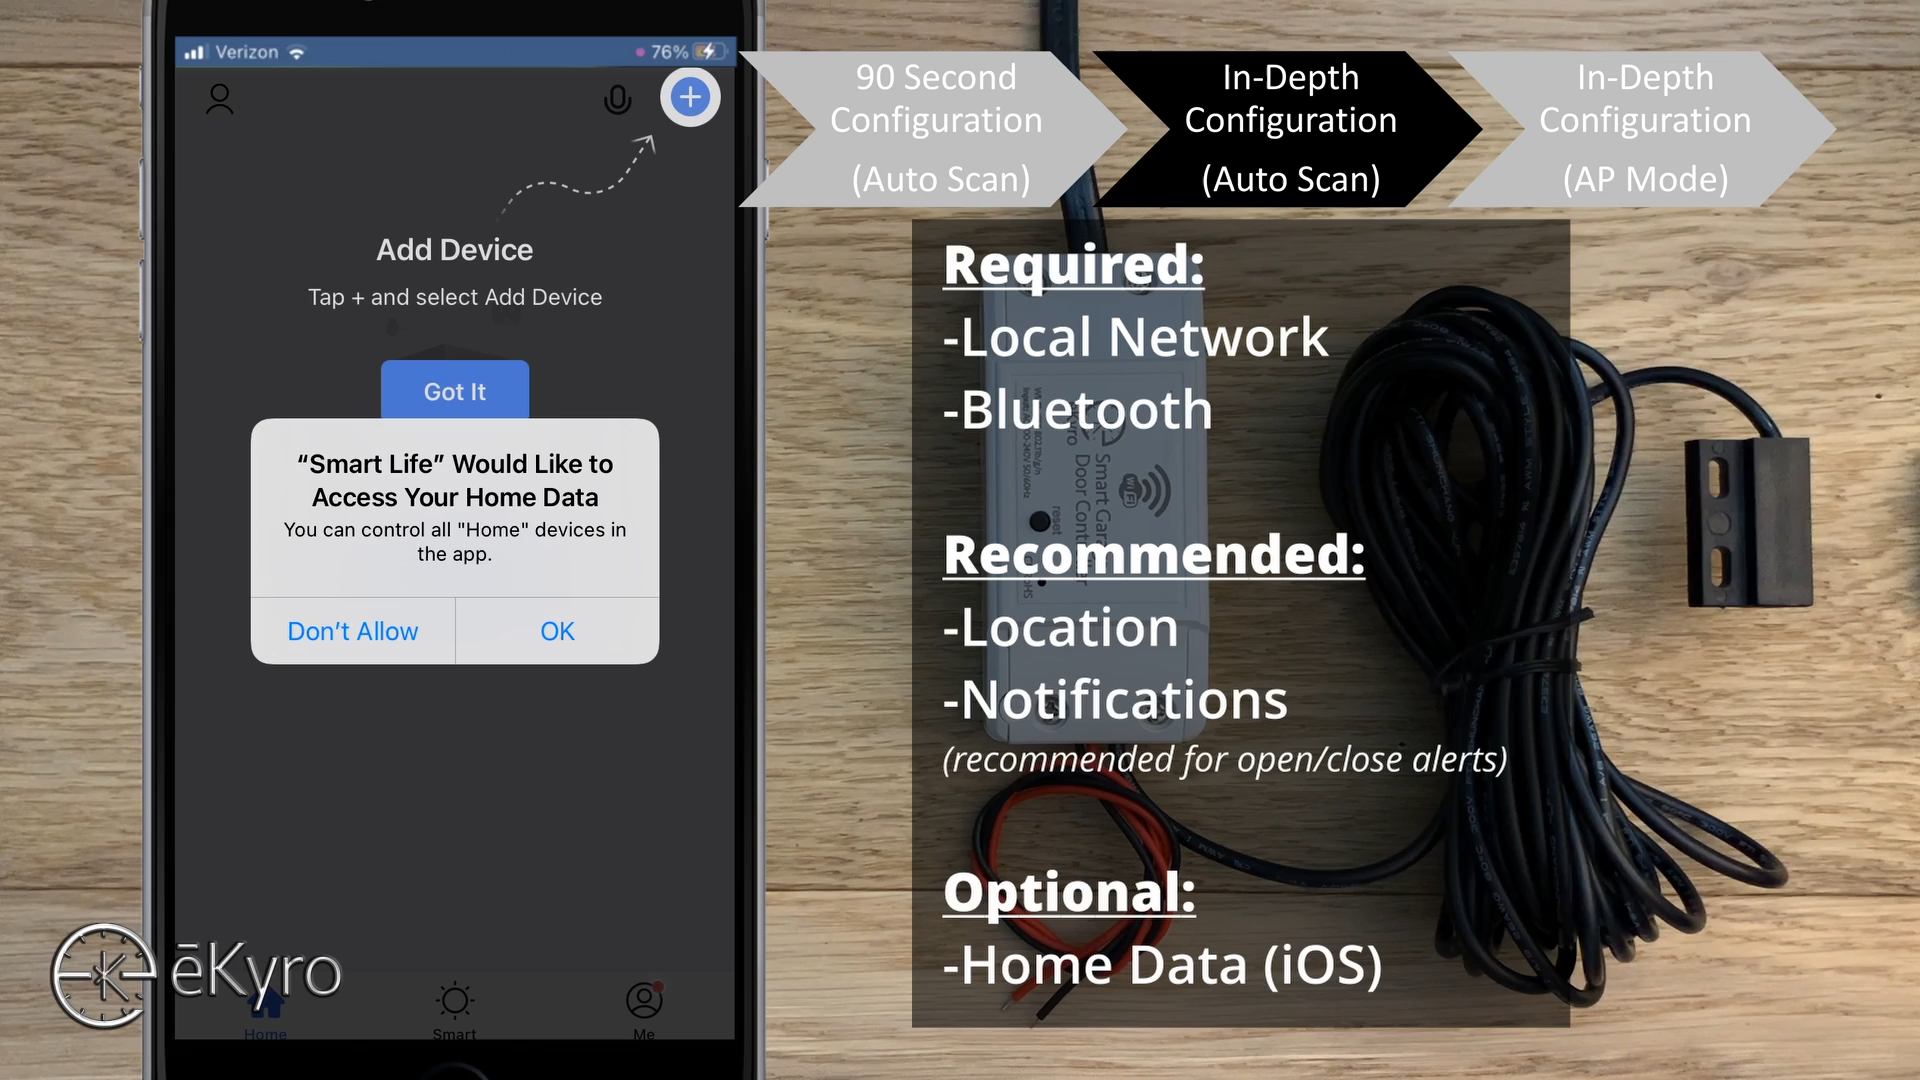 Verizon
76%
90 Second
Configuration
(Auto Scan)
In-Depth
Configuration
(Auto Scan)
In-Depth
Configuration
(AP Mode)
Add Device
Tap + and select Add Device
Got It
“Smart Life” Would Like to
Access Your Home Data
You can control all "Home" devices in
the app.
Don’t Allow
OK
Home
Smart
Me
Required:
-Local Network
-Bluetooth
Recommended:
-Location
-Notifications
(recommended for open/close alerts)
Optional:
-Home Data (iOS)
WiFi
reset
ēKyro